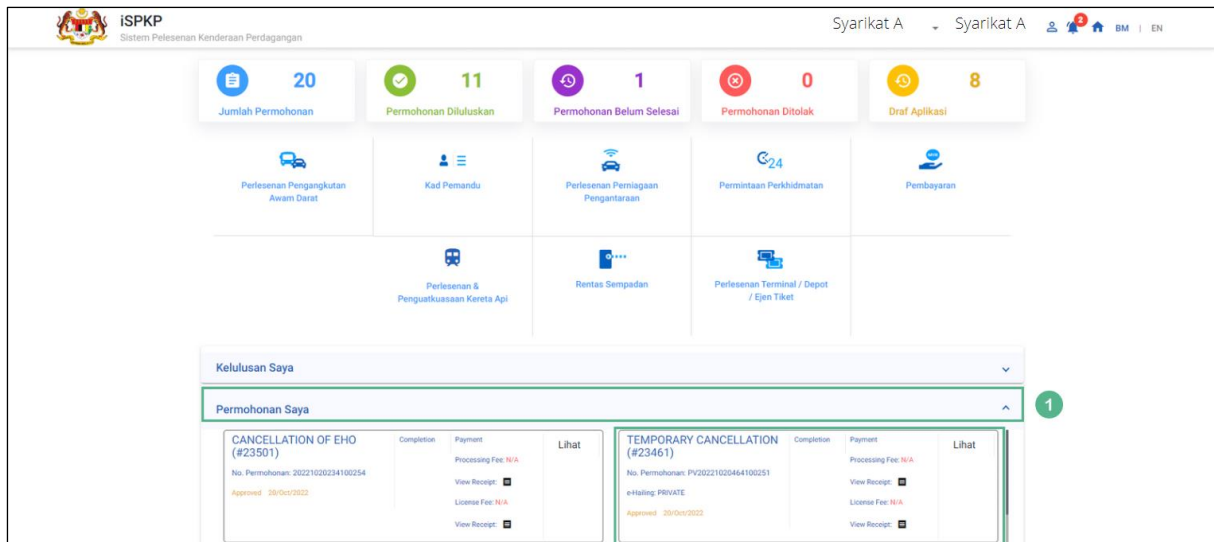 iSPKP
Sistem Pelesenan Kenderaan Perdagangan
Syarikat A
Syarikat A
2
BM | EN
20
Jumlah Permohonan
11
Permohonan Diluluskan
1
Permohonan Belum Selesai
0
Permohonan Ditolak
8
Draf Aplikasi
Perlesenan Pengangkutan
Awam Darat
Kad Pemandu
Perlesenan Perniagaan
Pengantaraan
24
Permintaan Perkhidmatan
Pembayaran
Perlesenan &
Penguatkuasaan Kereta Api
Rentas Sempadan
Perlesenan Terminal / Depot
/ Ejen Tiket
Kelulusan Saya
Permohonan Saya
1
CANCELLATION OF EHO
(#23501)
No. Permohonan: 20221020234100254
Approved 20/Oct/2022
Completion
Payment
Processing Fee: N/A
View Receipt:
License Fee: N/A
View Receipt:
Lihat
TEMPORARY CANCELLATION
(#23461)
No. Permohonan: PV20221020464100251
e-Hailing: PRIVATE
Approved 20/Oct/2022
Completion
Payment
Processing Fee: N/A
View Receipt:
License Fee: N/A
View Receipt:
Lihat